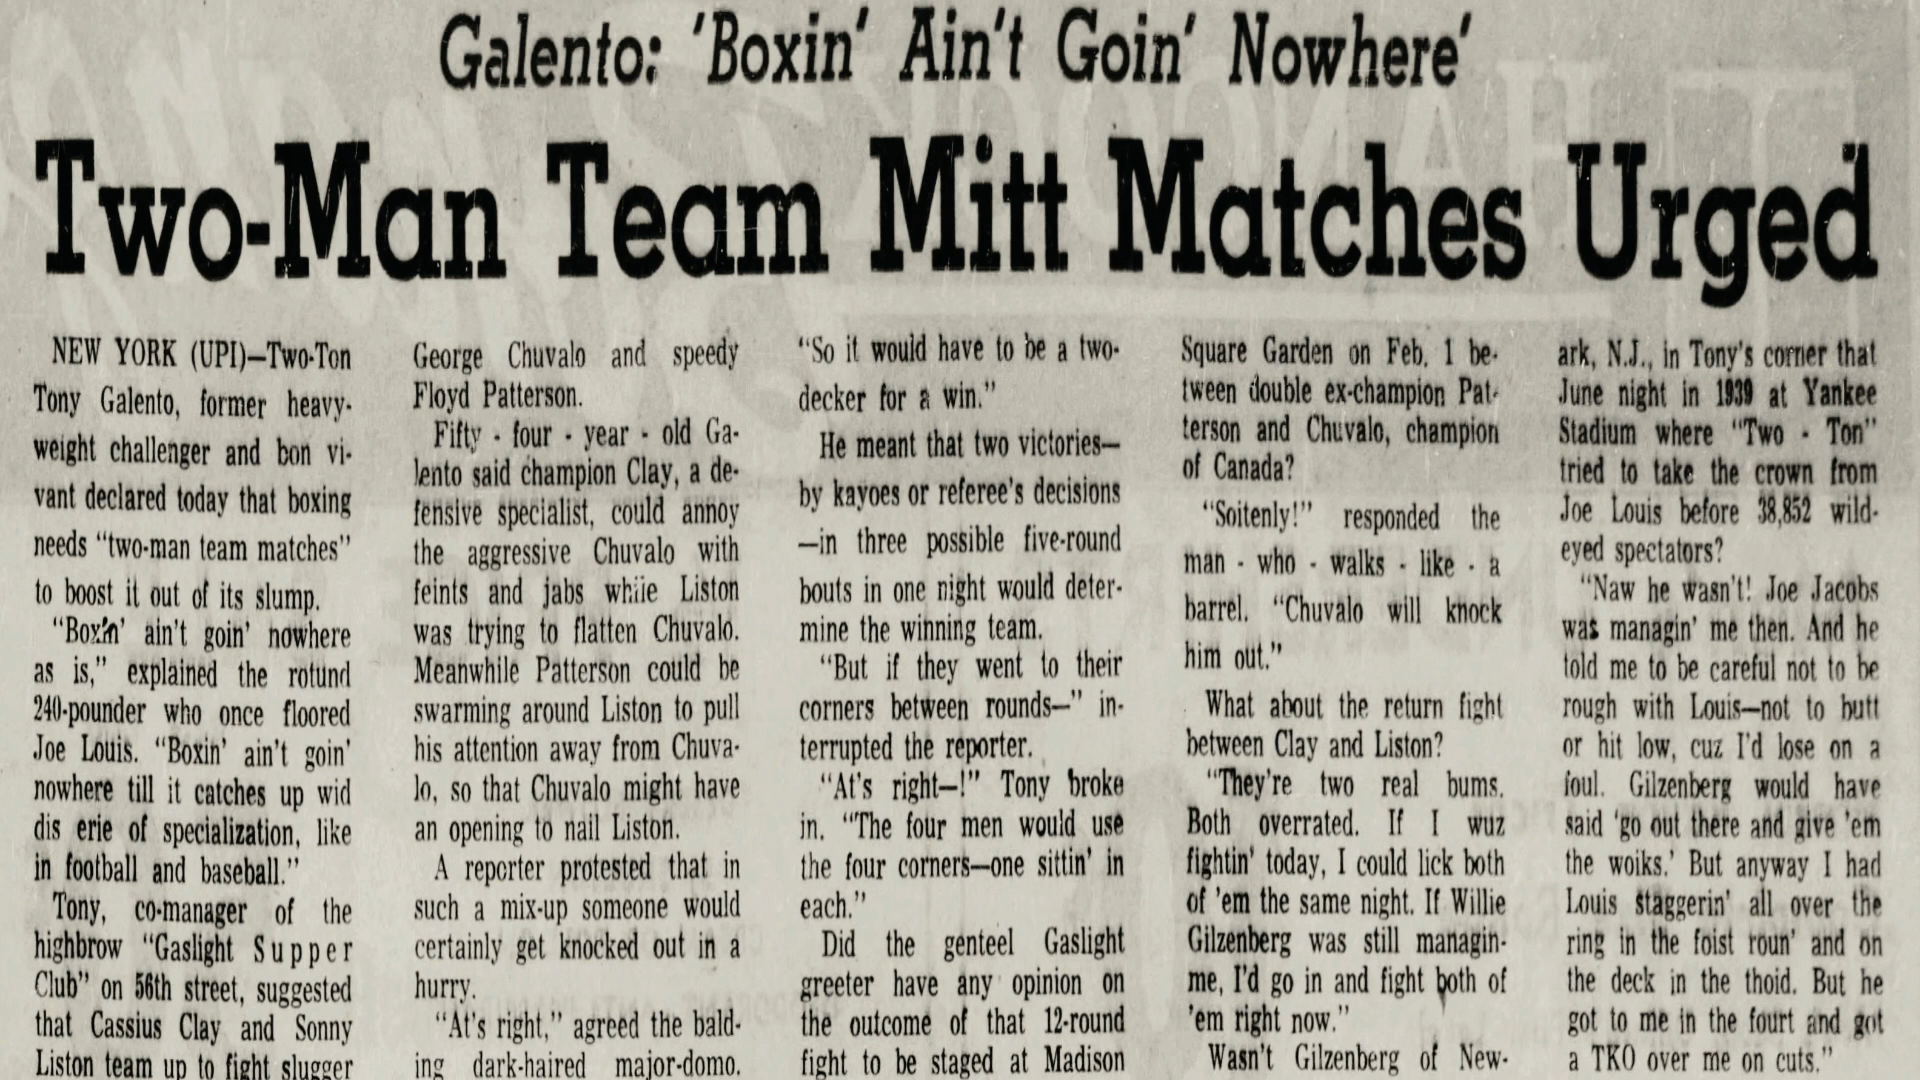 Galento: 'Boxin' Ain't Goin' Nowhere'
Two-Man Team Mitt Matches Urged
NEW YORK (UPI)—Two-Ton
Tony Galento, former heavy-
weight challenger and bon vi-
vant declared today that boxing
needs "two-man team matches"
to boost it out of its slump.
"Boxin' ain't goin' nowhere
as is," explained the rotund
240-pounder who once floored
Joe Louis. "Boxin' ain't goin'
nowhere till it catches up wid
dis erie of specialization, like
in football and baseball."
Tony, co-manager of the
highbrow "Gaslight Supper
Club" on 56th street, suggested
that Cassius Clay and Sonny
Liston team up to fight slugger
George Chuvalo and speedy
Floyd Patterson.
Fifty - four - year - old Ga-
lento said champion Clay, a de-
fensive specialist, could annoy
the aggressive Chuvalo with
feints and jabs while Liston
was trying to flatten Chuvalo.
Meanwhile Patterson could be
swarming around Liston to pull
his attention away from Chuva-
lo, so that Chuvalo might have
an opening to nail Liston.
A reporter protested that in
such a mix-up someone would
certainly get knocked out in a
hurry.
"At's right," agreed the bald-
ing dark-haired major-domo.
"So it would have to be a two-
decker for a win."
He meant that two victories—
by kayoes or referee's decisions
—in three possible five-round
bouts in one night would deter-
mine the winning team.
"But if they went to their
corners between rounds—" in-
terrupted the reporter.
"At's right—!" Tony broke
in. "The four men would use
the four corners—one sittin' in
each."
Did the genteel Gaslight
greeter have any opinion on
the outcome of that 12-round
fight to be staged at Madison
Square Garden on Feb. 1 be-
tween double ex-champion Pat-
terson and Chuvalo, champion
of Canada?
"Soitenly!" responded the
man - who - walks - like - a
barrel. "Chuvalo will knock
him out."
What about the return fight
between Clay and Liston?
"They're two real bums.
Both overrated. If I wuz
fightin' today, I could lick both
of 'em the same night. If Willie
Gilzenberg was still managin-
me, I'd go in and fight both of
'em right now."
Wasn't Gilzenberg of New-
ark, N.J., in Tony's corner that
June night in 1939 at Yankee
Stadium where "Two - Ton"
tried to take the crown from
Joe Louis before 38,852 wild-
eyed spectators?
"Naw he wasn't! Joe Jacobs
was managin' me then. And he
told me to be careful not to be
rough with Louis—not to butt
or hit low, cuz I'd lose on a
foul. Gilzenberg would have
said 'go out there and give 'em
the woiks.' But anyway I had
Louis staggerin' all over the
ring in the foist roun' and on
the deck in the thoid. But he
got to me in the fourt and got
a TKO over me on cuts."